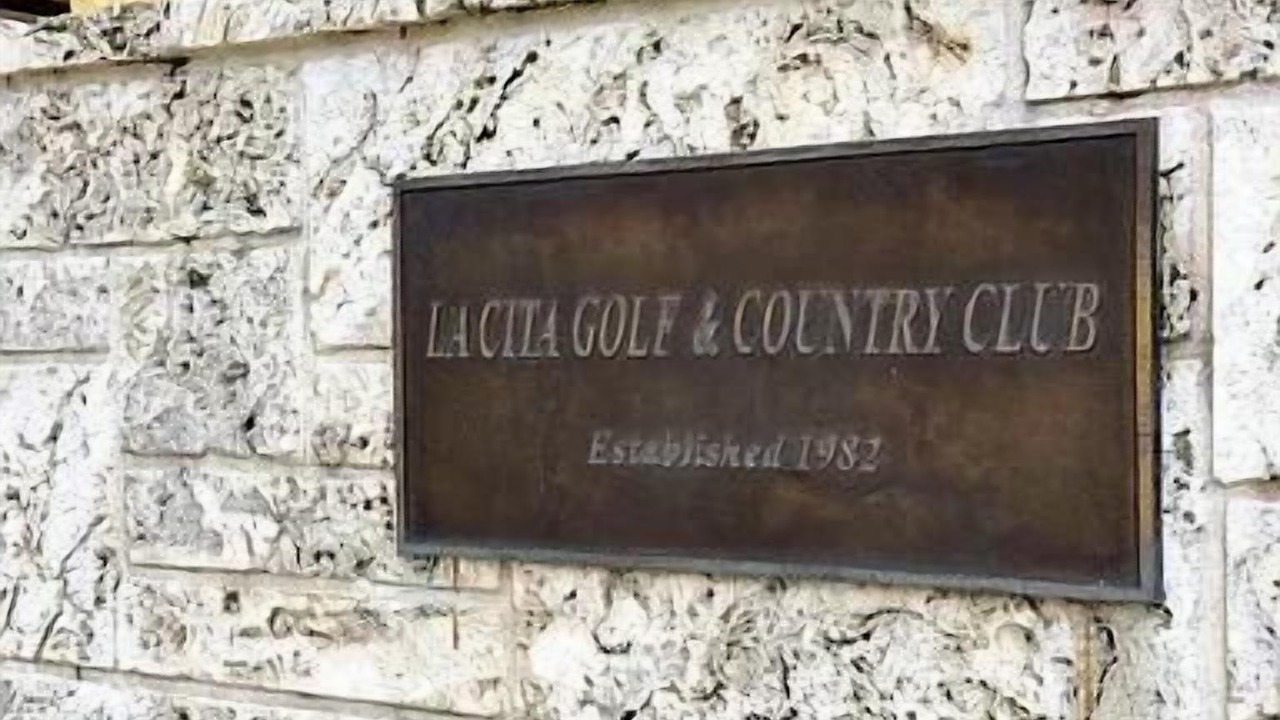 LA CITA GOLF & COUNTRY CLUB
Established 1982